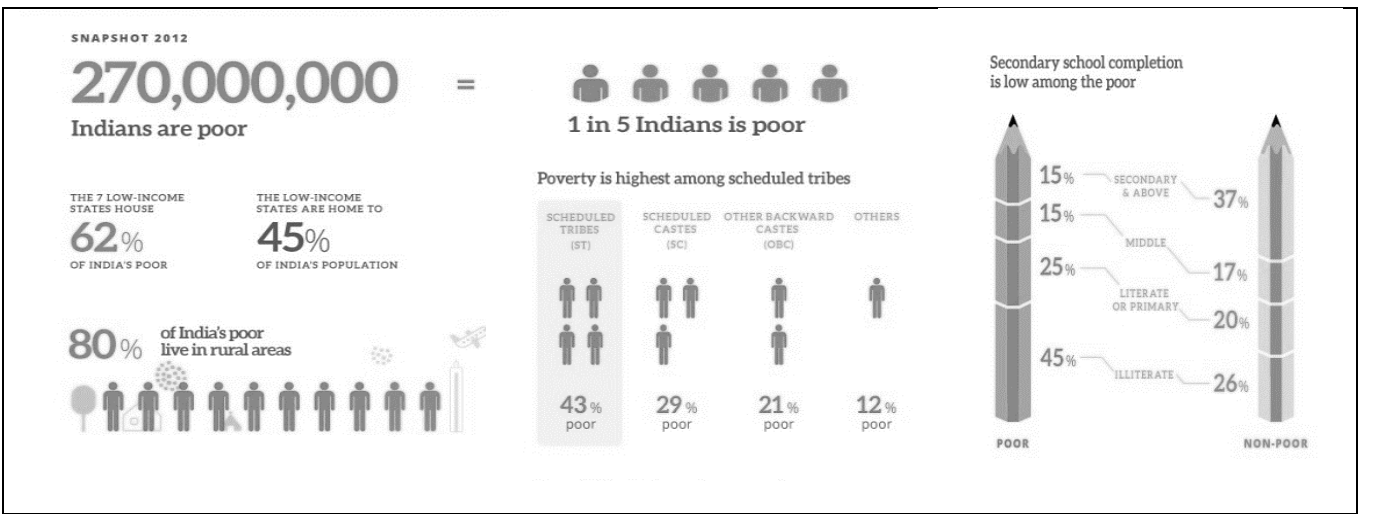 SNAPSHOT 2012
270,000,000
Indians are poor
=
1 in 5 Indians is poor
THE 7 LOW-INCOME
STATES HOUSE
62%
OF INDIA'S POOR
THE LOW-INCOME
STATES ARE HOME TO
45%
OF INDIA'S POPULATION
80% of India's poor
live in rural areas
Poverty is highest among scheduled tribes
SCHEDULED
TRIBES
(ST)
43%
poor
SCHEDULED
CASTES
(SC)
29%
poor
OTHER BACKWARD
CASTES
(OBC)
21%
poor
OTHERS
12%
poor
Secondary school completion
is low among the poor
15% SECONDARY
& ABOVE 37%
15% MIDDLE 17%
25% LITERATE
OR PRIMARY 20%
45% ILLITERATE 26%
POOR
NON-POOR